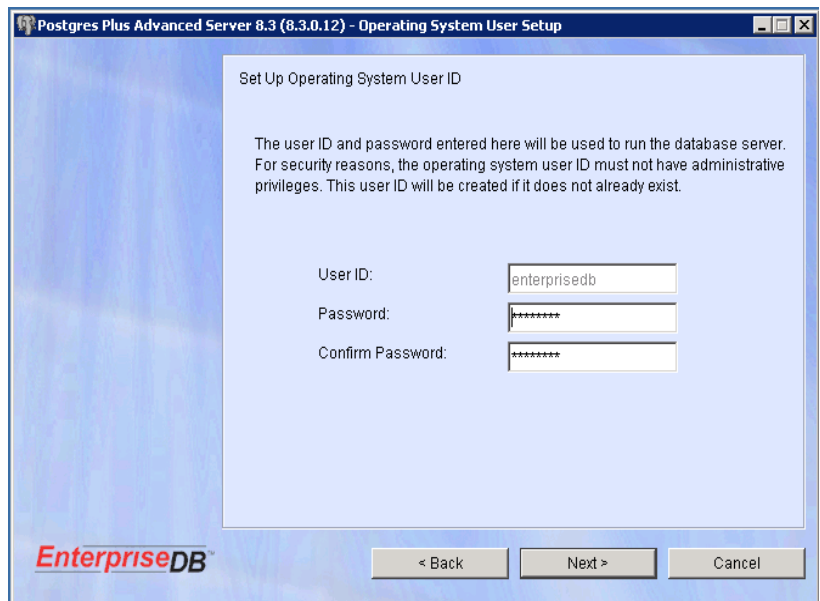 Postgres Plus Advanced Server 8.3 (8.3.0.12) - Operating System User Setup
Set Up Operating System User ID
The user ID and password entered here will be used to run the database server.
For security reasons, the operating system user ID must not have administrative
privileges. This user ID will be created if it does not already exist.
User ID:
enterprisedb
Password:
********
Confirm Password:
********
EnterpriseDB™
< Back
Next >
Cancel